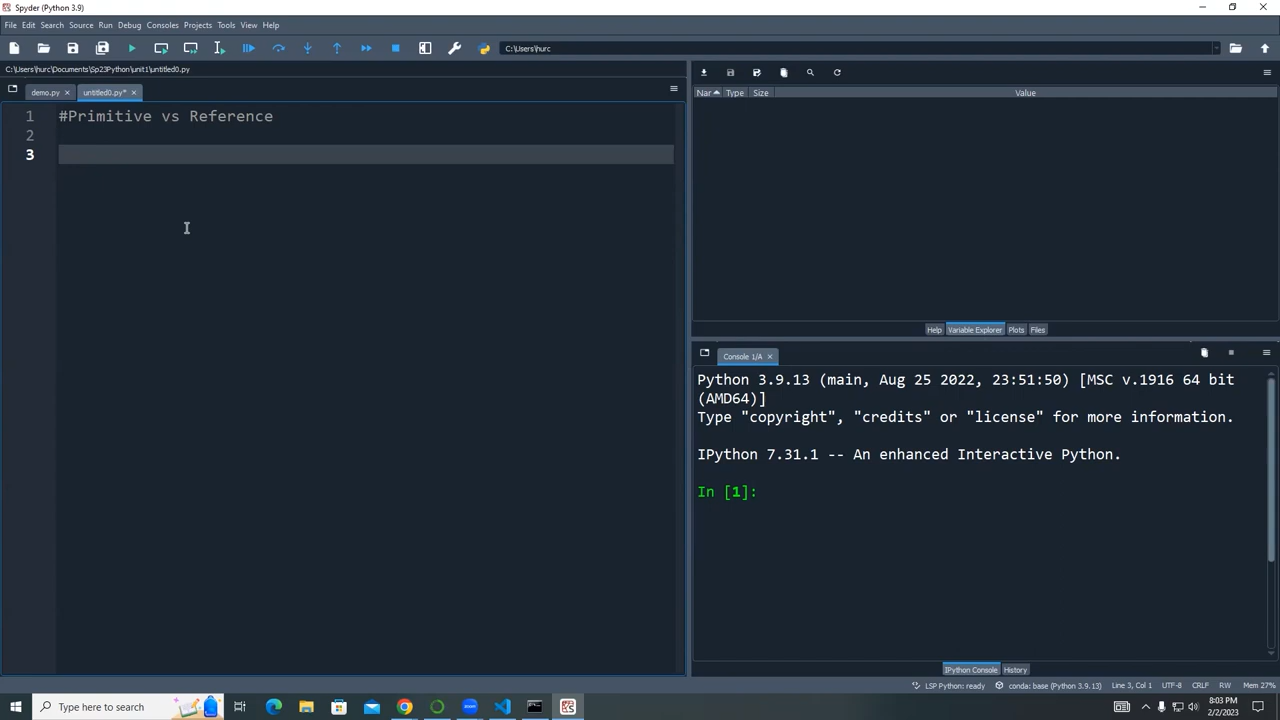 Spyder (Python 3.9)
File Edit Search Source Run Debug Consoles Projects Tools View Help
C:\Users\hurc
C:\Users\hurc\Documents\Sp23Python\unit1\untitled0.py
demo.py
untitled0.py*
1 #Primitive vs Reference
2
3
Nar Type Size Value
Help Variable Explorer Plots Files
Console 1/A
Python 3.9.13 (main, Aug 25 2022, 23:51:50) [MSC v.1916 64 bit
(AMD64)]
Type "copyright", "credits" or "license" for more information.
IPython 7.31.1 -- An enhanced Interactive Python.
In [1]:
IPython Console History
LSP Python: ready conda: base (Python 3.9.13) Line 3, Col 1 UTF-8 CRLF RW Mem 27%
Type here to search
zoom
8:03 PM
2/2/2023